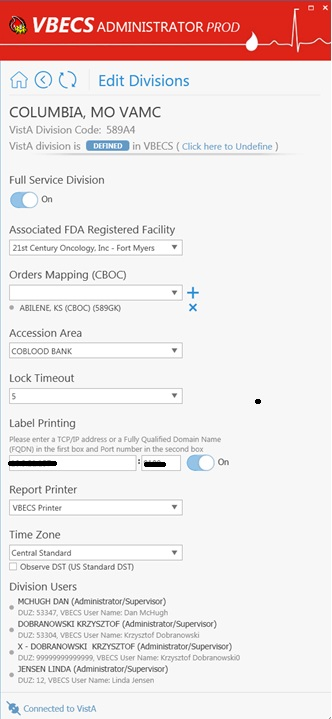 VBECS ADMINISTRATOR PROD
Edit Divisions
COLUMBIA, MO VAMC
VistA Division Code: 589A4
VistA division is DEFINED in VBECS ( Click here to Undefine )
Full Service Division
On
Associated FDA Registered Facility
21st Century Oncology, Inc - Fort Myers
Orders Mapping (CBOC)
ABILENE, KS (CBOC) (589GK)
Accession Area
COBLOOD BANK
Lock Timeout
5
Label Printing
Please enter a TCP/IP address or a Fully Qualified Domain Name
(FQDN) in the first box and Port number in the second box
: On
Report Printer
VBECS Printer
Time Zone
Central Standard
Observe DST (US Standard DST)
Division Users
MCHUGH DAN (Administrator/Supervisor)
DUZ: 53347, VBECS User Name: Dan McHugh
DOBRANOWSKI KRZYSZTOF (Administrator/Supervisor)
DUZ: 53304, VBECS User Name: Krzysztof Dobranowski
X - DOBRANOWSKI KRZYSZTOF (Administrator/Supervisor)
DUZ: 99999999999999, VBECS User Name: Krzysztof Dobranowski0
JENSEN LINDA (Administrator/Supervisor)
DUZ: 12, VBECS User Name: Linda Jensen
Connected to VistA